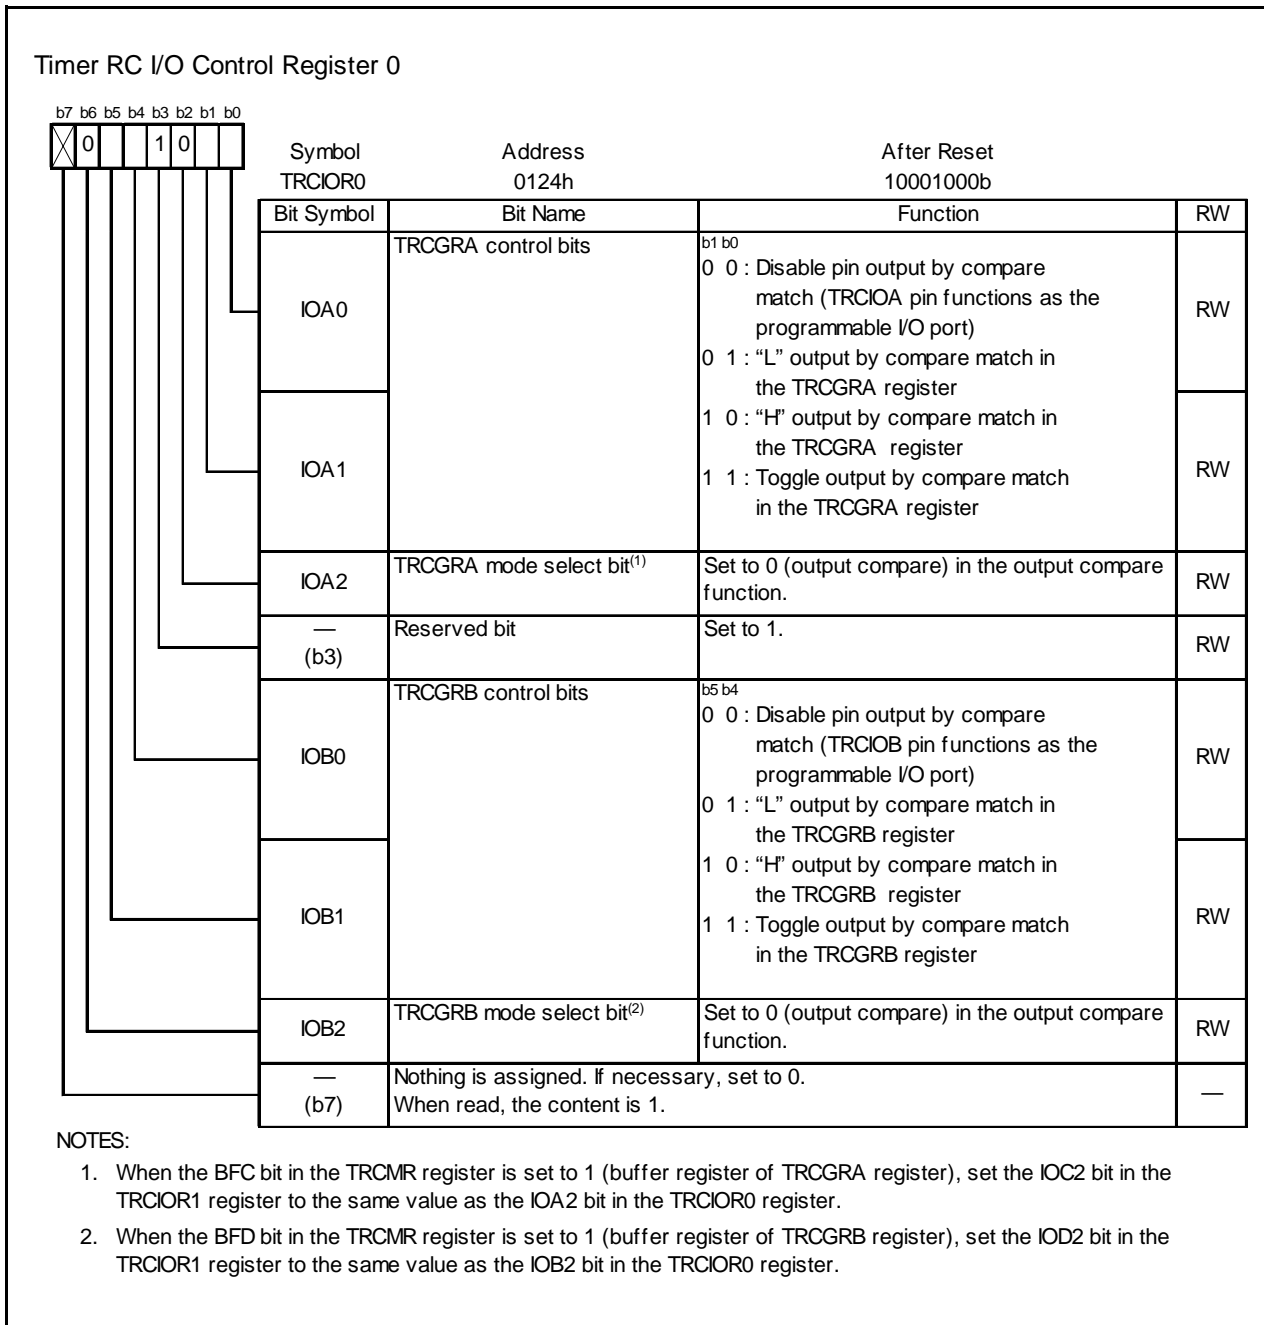 Timer RC I/O Control Register 0
b7 b6 b5 b4 b3 b2 b1 b0
0 1 0
Symbol Address After Reset
TRCIOR0 0124h 10001000b
Bit Symbol Bit Name Function RW
IOA0 TRCGRA control bits b1 b0
0 0 : Disable pin output by compare
match (TRCIOA pin functions as the
programmable I/O port)
RW
0 1 : “L” output by compare match in
the TRCGRA register
1 0 : “H” output by compare match in
the TRCGRA register
IOA1 RW
1 1 : Toggle output by compare match
in the TRCGRA register
IOA2 TRCGRA mode select bit(1) Set to 0 (output compare) in the output compare
function.
RW
— (b3) Reserved bit Set to 1. RW
IOB0 TRCGRB control bits b5 b4
0 0 : Disable pin output by compare
match (TRCIOB pin functions as the
programmable I/O port)
RW
0 1 : “L” output by compare match in
the TRCGRB register
1 0 : “H” output by compare match in
the TRCGRB register
IOB1 RW
1 1 : Toggle output by compare match
in the TRCGRB register
IOB2 TRCGRB mode select bit(2) Set to 0 (output compare) in the output compare
function.
RW
— (b7) Nothing is assigned. If necessary, set to 0.
When read, the content is 1.
—
NOTES:
1. When the BFC bit in the TRCMR register is set to 1 (buffer register of TRCGRA register), set the IOC2 bit in the
TRCIOR1 register to the same value as the IOA2 bit in the TRCIOR0 register.
2. When the BFD bit in the TRCMR register is set to 1 (buffer register of TRCGRB register), set the IOD2 bit in the
TRCIOR1 register to the same value as the IOB2 bit in the TRCIOR0 register.